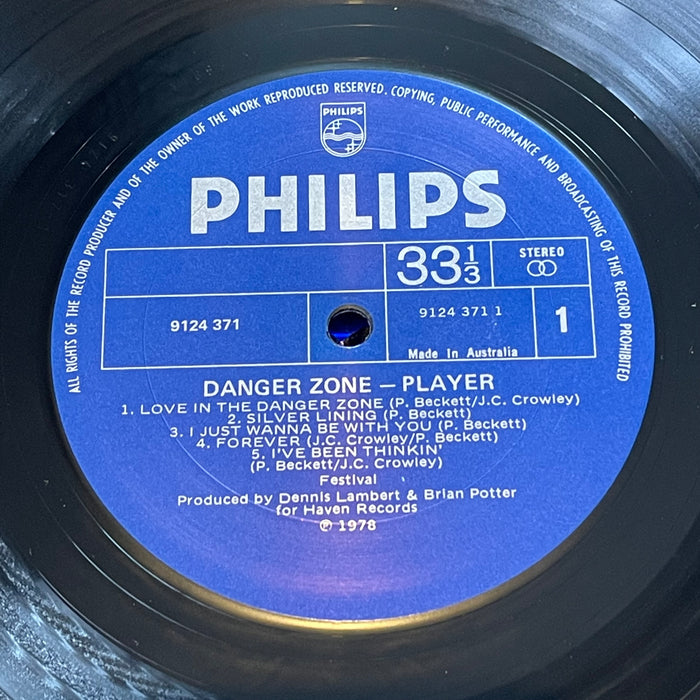 ALL RIGHTS OF THE RECORD PRODUCER AND OF THE OWNER OF THE WORK REPRODUCED RESERVED. COPYING, PUBLIC PERFORMANCE AND BROADCASTING OF THIS RECORD PROHIBITED
PHILIPS
PHILIPS
33⅓
STEREO
9124 371
9124 371 1
1
Made In Australia
DANGER ZONE — PLAYER
1. LOVE IN THE DANGER ZONE (P. Beckett/J.C. Crowley)
2. SILVER LINING (P. Beckett)
3. I JUST WANNA BE WITH YOU (P. Beckett)
4. FOREVER (J.C. Crowley/P. Beckett)
5. I'VE BEEN THINKIN'
(P. Beckett/J.C. Crowley)
Festival
Produced by Dennis Lambert & Brian Potter
for Haven Records
℗ 1978